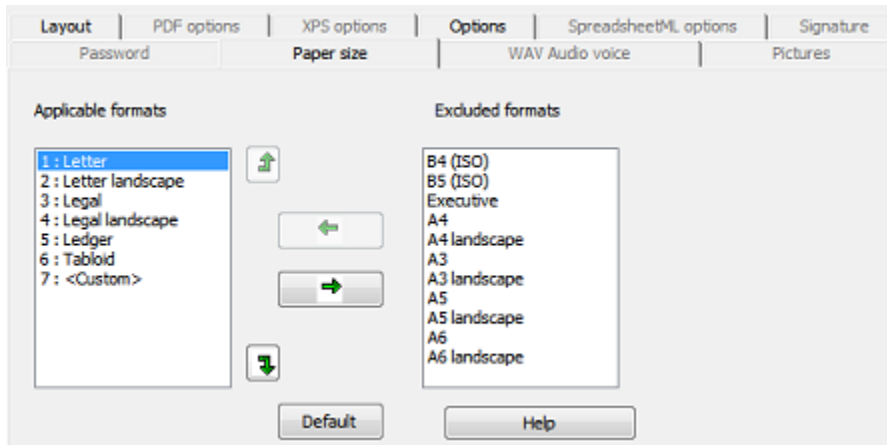 Layout PDF options XPS options Options SpreadsheetML options Signature
Password Paper size WAV Audio voice Pictures
Applicable formats
1 : Letter
2 : Letter landscape
3 : Legal
4 : Legal landscape
5 : Ledger
6 : Tabloid
7 : <Custom>
Excluded formats
B4 (ISO)
B5 (ISO)
Executive
A4
A4 landscape
A3
A3 landscape
A5
A5 landscape
A6
A6 landscape
Default Help